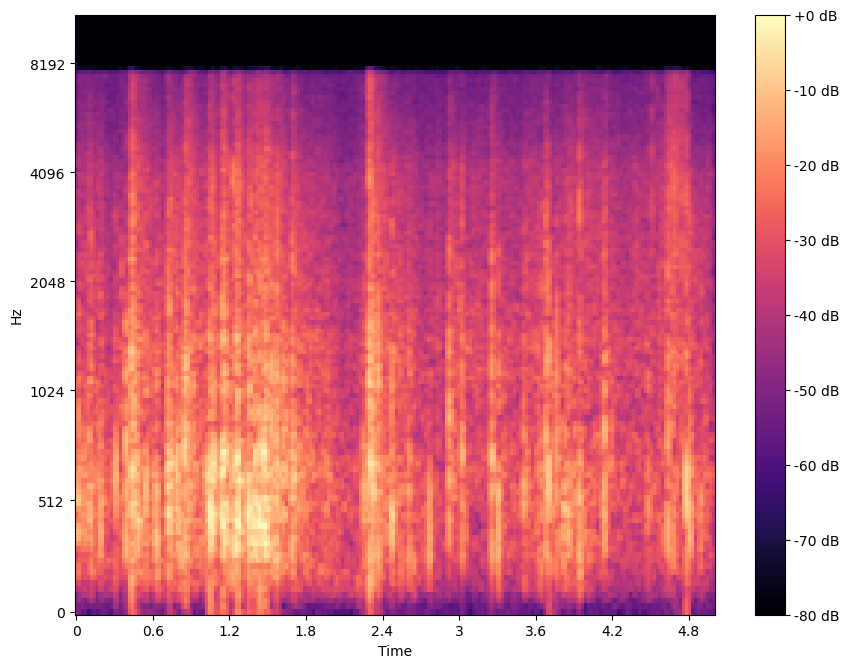 +0 dB
8192
-10 dB
4096
-20 dB
-30 dB
2048
-40 dB
Hz
1024
-50 dB
-60 dB
512
-70 dB
0
-80 dB
0 0.6 1.2 1.8 2.4 3 3.6 4.2 4.8
Time